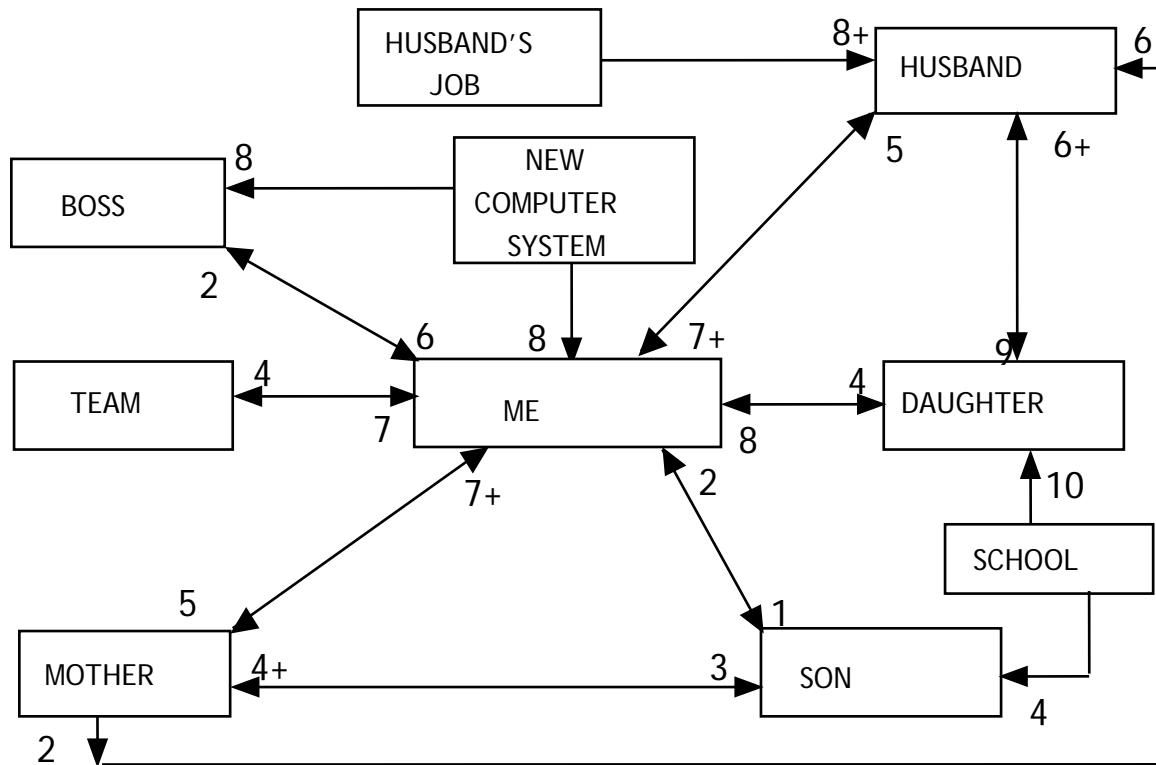 HUSBAND'S
JOB
8+
HUSBAND
6
5
6+
NEW
COMPUTER
SYSTEM
8
BOSS
2
6
8
7+
9
TEAM
4
7
ME
4
8
DAUGHTER
7+
2
10
SCHOOL
5
1
MOTHER
4+
3
SON
4
2